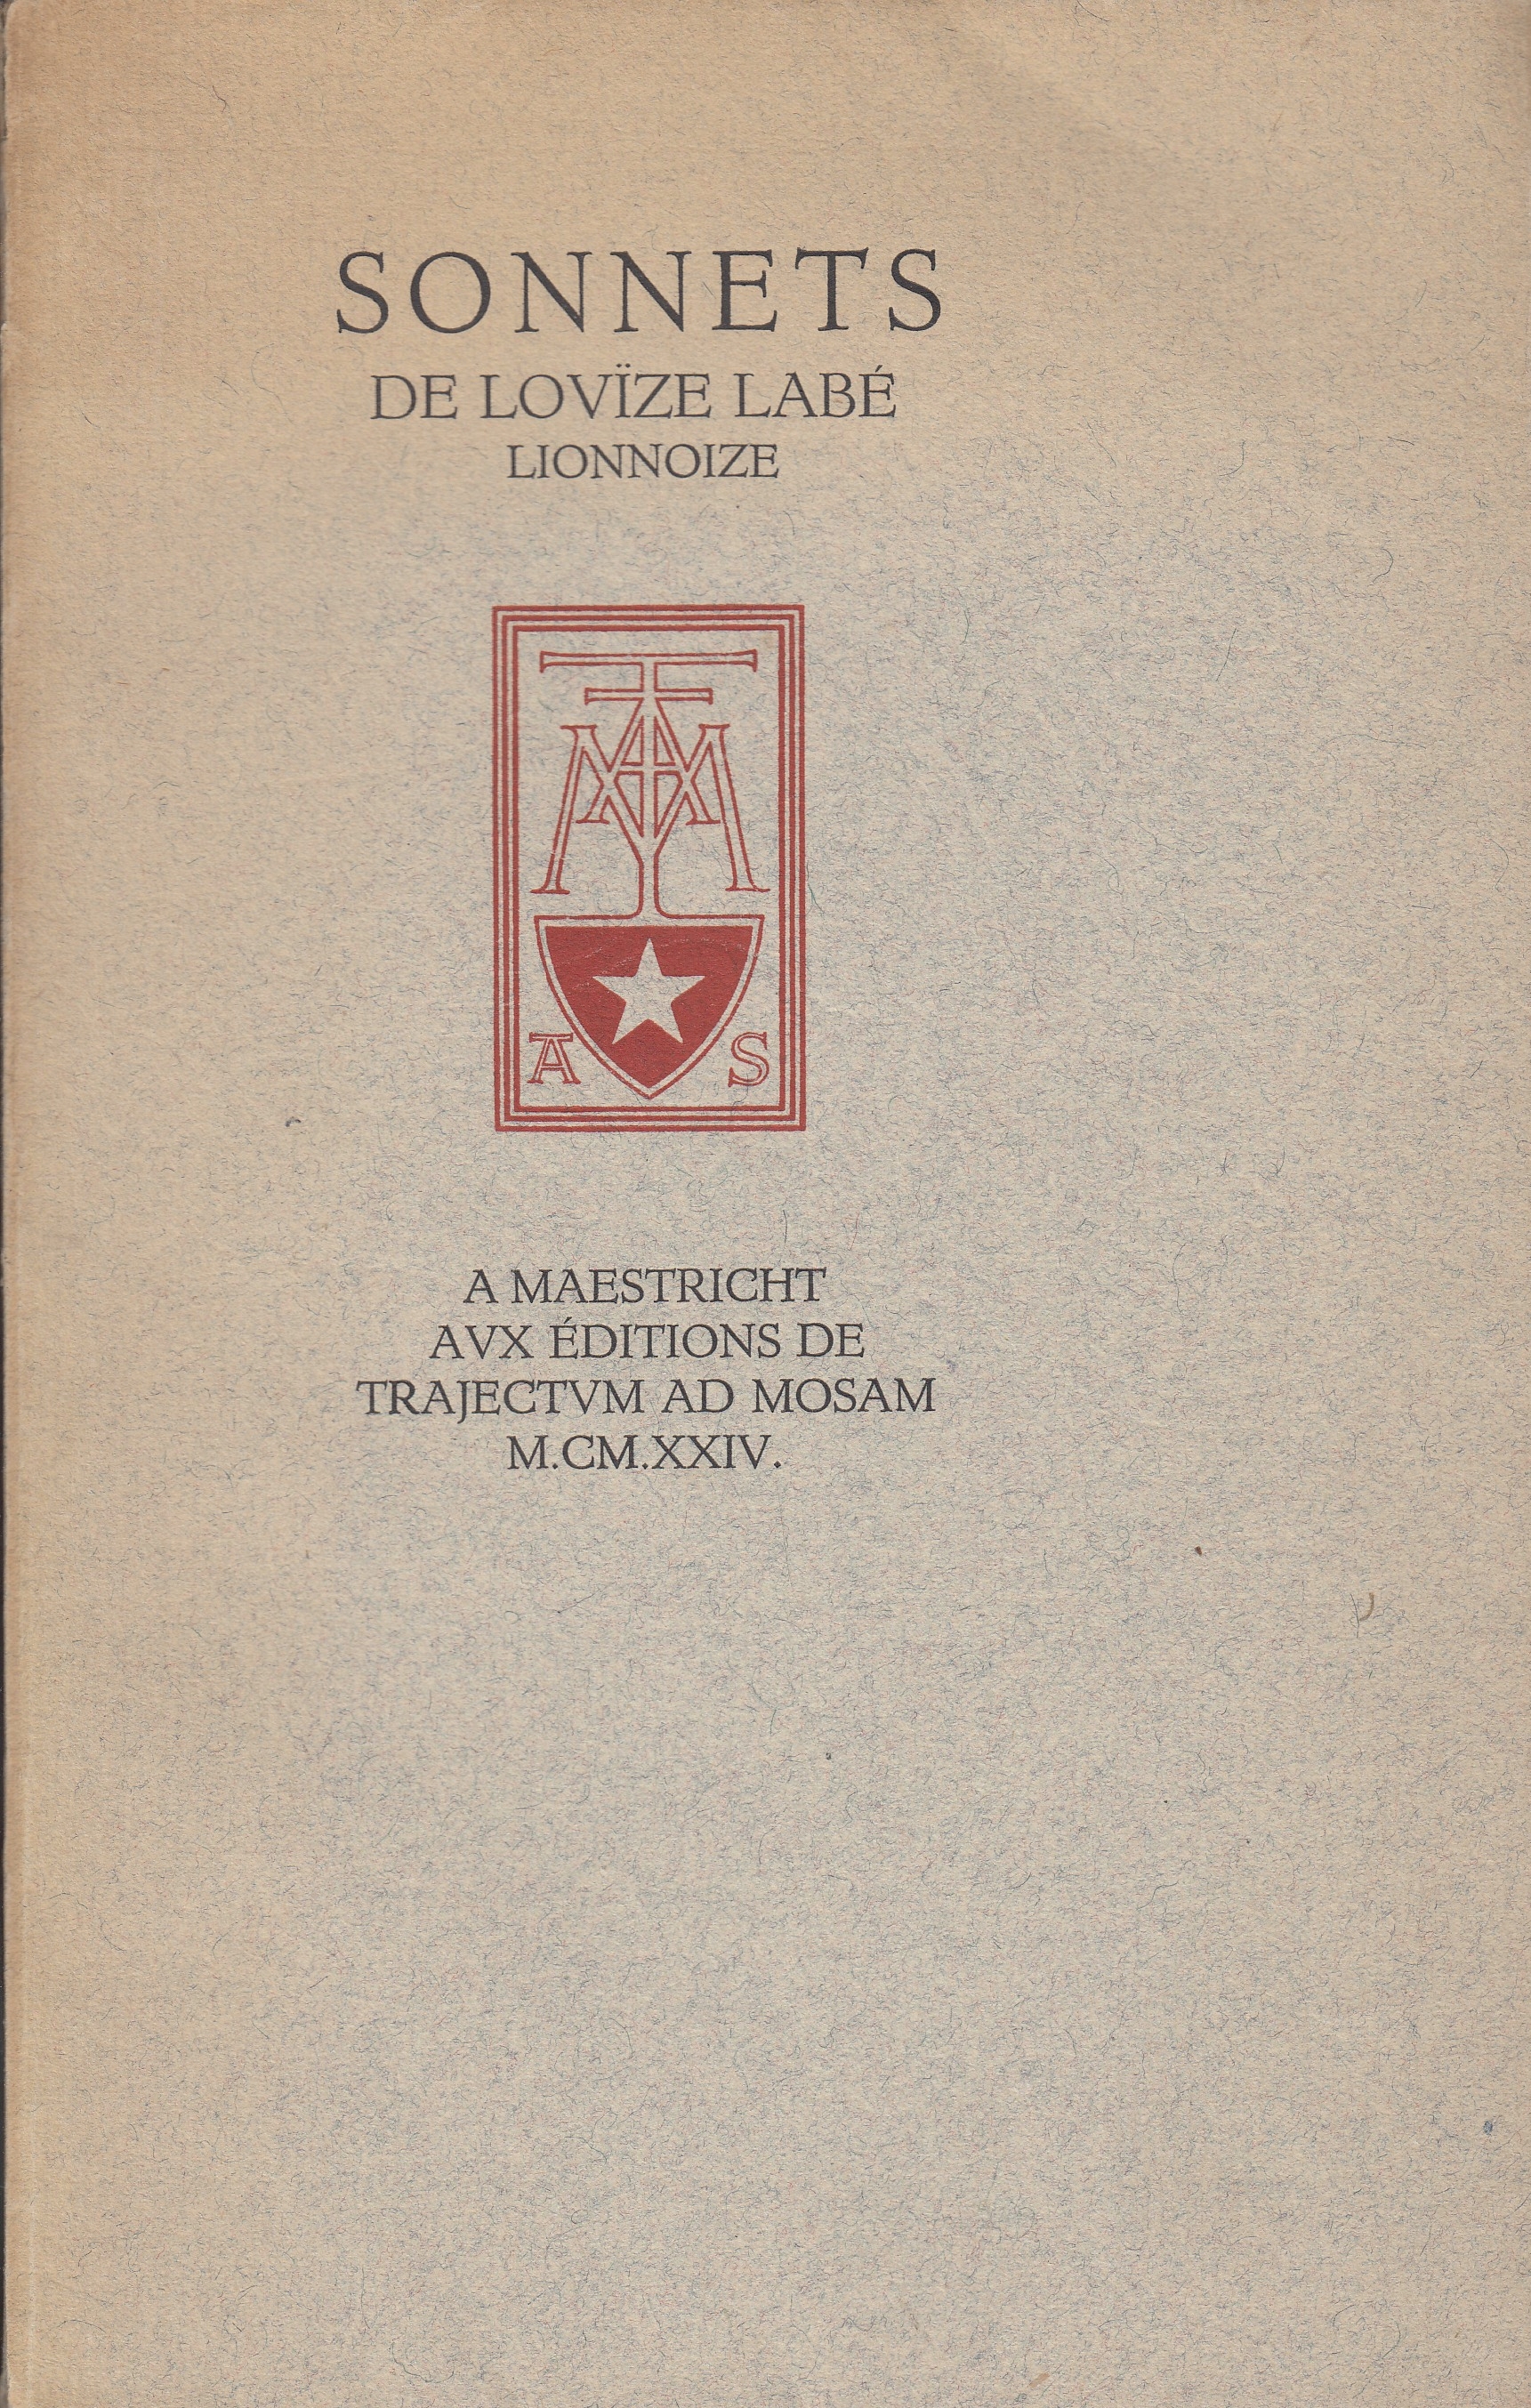 SONNETS
DE LOVÏZE LABÉ
LIONNOIZE
A S
A MAESTRICHT
AVX ÉDITIONS DE
TRAJECTVM AD MOSAM
M.CM.XXIV.